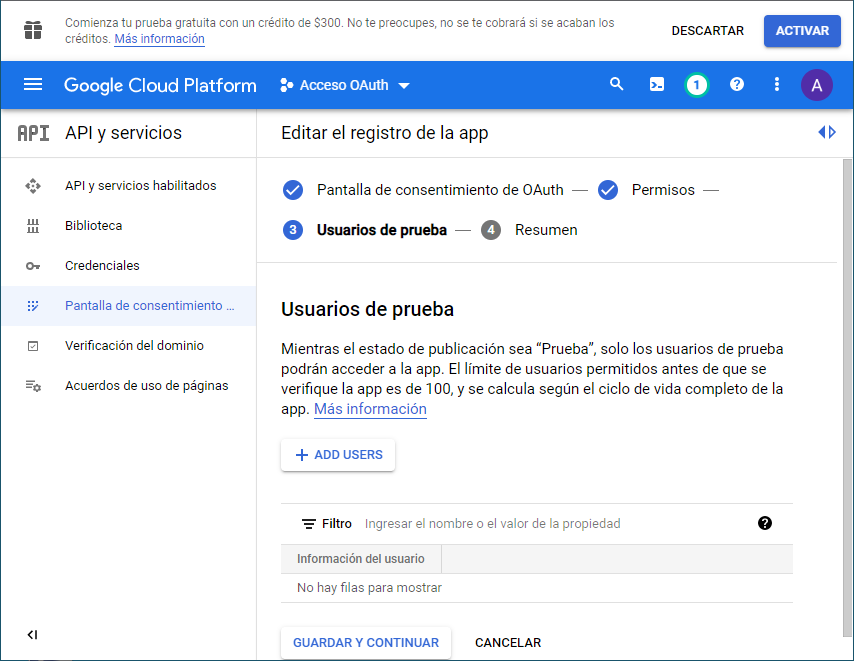 Comienza tu prueba gratuita con un crédito de $300. No te preocupes, no se te cobrará si se acaban los
créditos. Más información
DESCARTAR
ACTIVAR
Google Cloud Platform
Acceso OAuth
1
?
A
API
API y servicios
Editar el registro de la app
API y servicios habilitados
Biblioteca
Credenciales
Pantalla de consentimiento ...
Verificación del dominio
Acuerdos de uso de páginas
Pantalla de consentimiento de OAuth — Permisos —
3 Usuarios de prueba — 4 Resumen
Usuarios de prueba
Mientras el estado de publicación sea “Prueba”, solo los usuarios de prueba
podrán acceder a la app. El límite de usuarios permitidos antes de que se
verifique la app es de 100, y se calcula según el ciclo de vida completo de la
app. Más información
+ ADD USERS
Filtro Ingresar el nombre o el valor de la propiedad ?
Información del usuario
No hay filas para mostrar
GUARDAR Y CONTINUAR CANCELAR